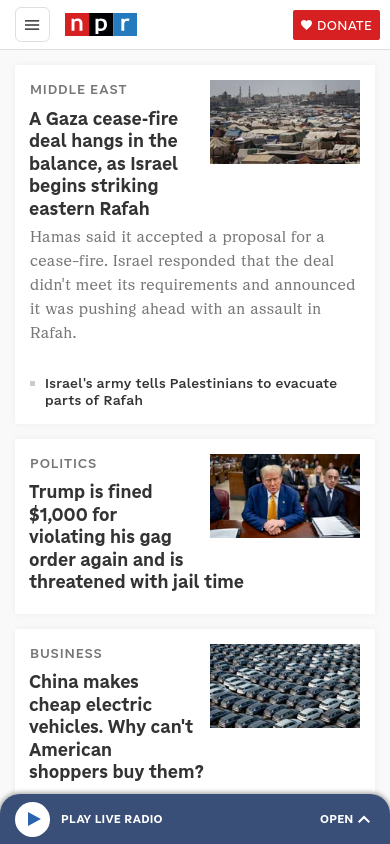 npr
DONATE
MIDDLE EAST
A Gaza cease-fire
deal hangs in the
balance, as Israel
begins striking
eastern Rafah
Hamas said it accepted a proposal for a
cease-fire. Israel responded that the deal
didn't meet its requirements and announced
it was pushing ahead with an assault in
Rafah.
Israel's army tells Palestinians to evacuate
parts of Rafah
POLITICS
Trump is fined
$1,000 for
violating his gag
order again and is
threatened with jail time
BUSINESS
China makes
cheap electric
vehicles. Why can't
American
shoppers buy them?
PLAY LIVE RADIO
OPEN